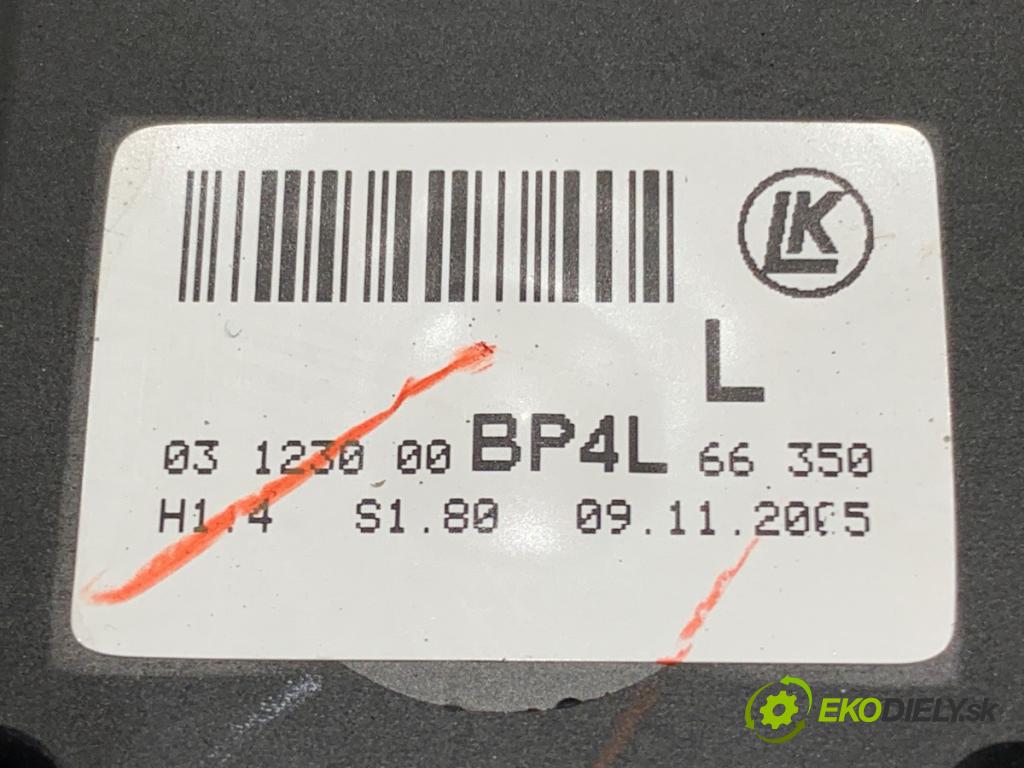 LK
L
03 1230 00 BP4L 66 350
H1.4 S1.80 09.11.2005
EKODIELY.sk